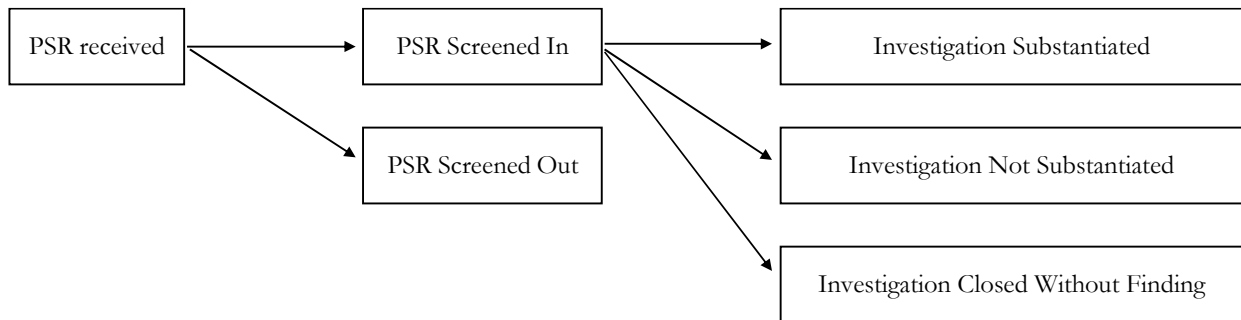 PSR received
PSR Screened In
Investigation Substantiated
PSR Screened Out
Investigation Not Substantiated
Investigation Closed Without Finding